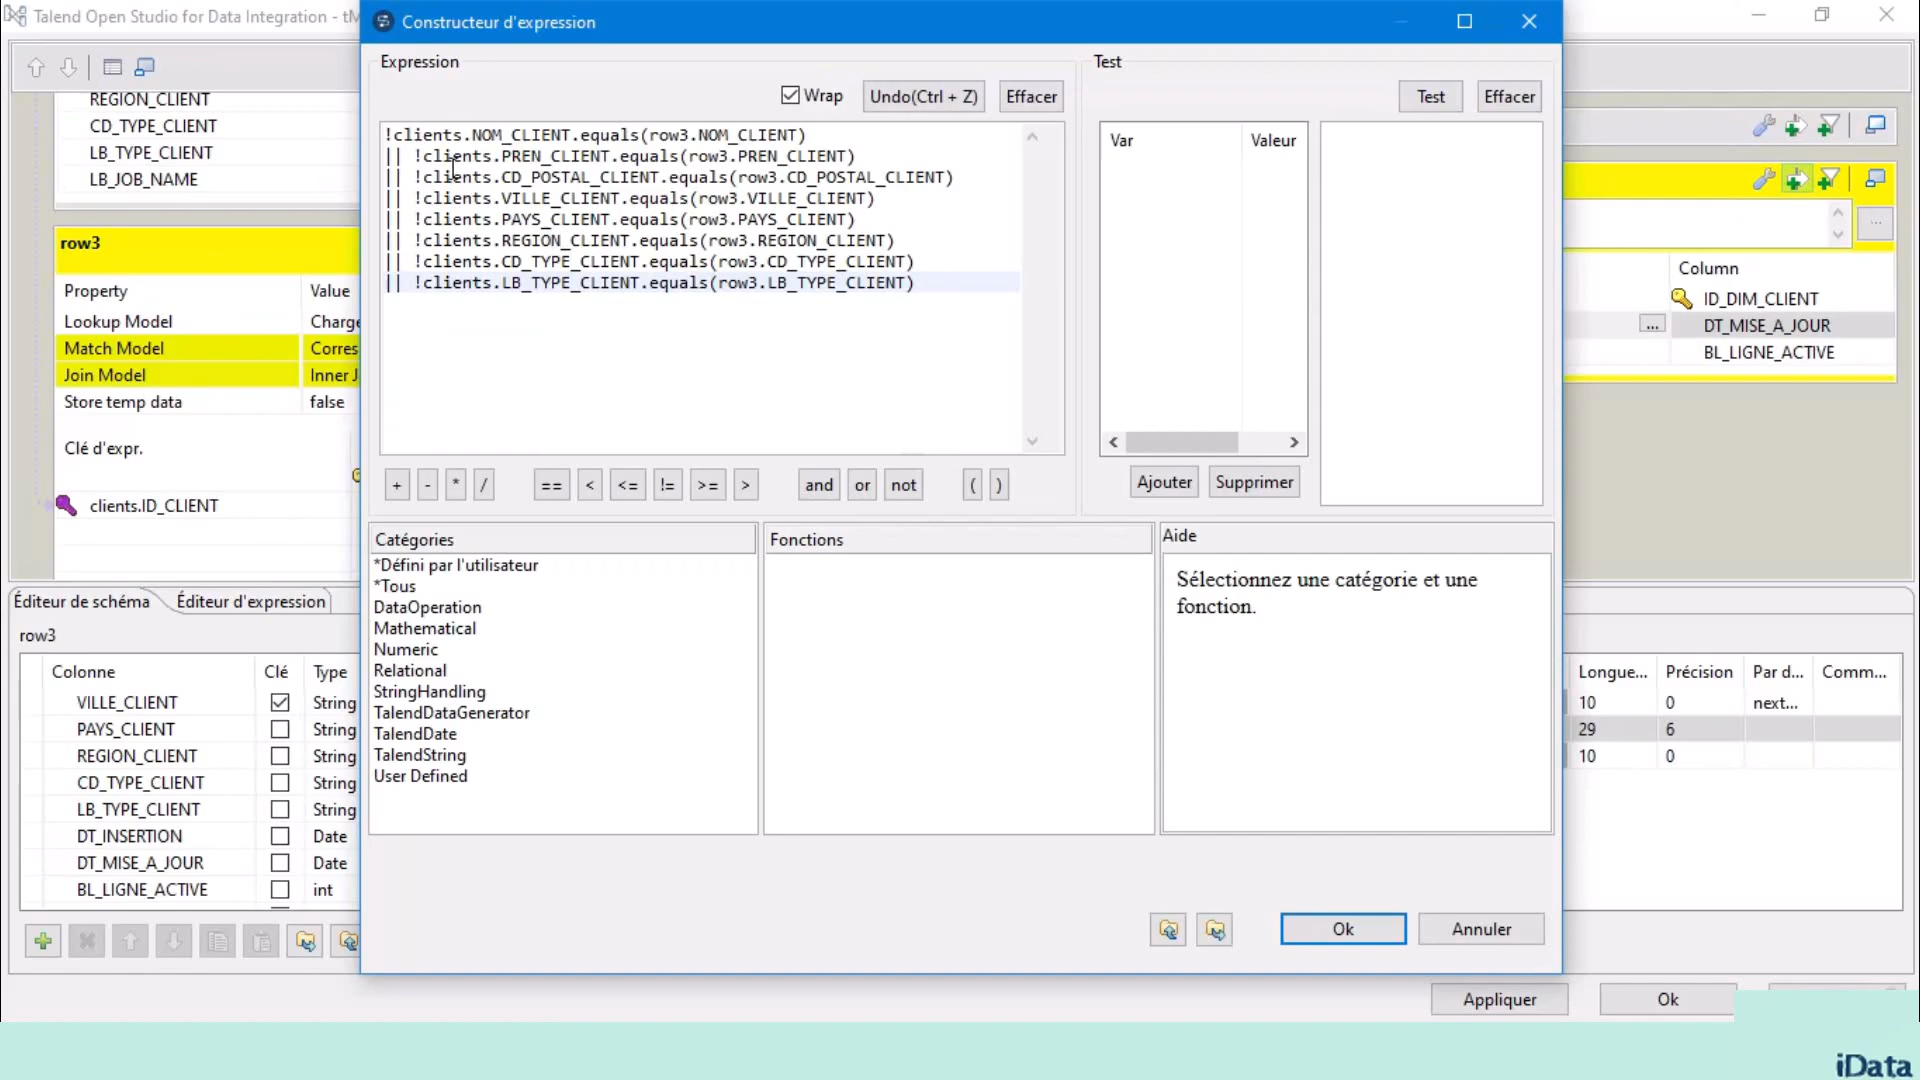 Talend Open Studio for Data Integration - tM
REGION_CLIENT
CD_TYPE_CLIENT
LB_TYPE_CLIENT
LB_JOB_NAME
row3
Property Value
Lookup Model Charge
Match Model Corres
Join Model Inner J
Store temp data false
Clé d'expr.
clients.ID_CLIENT
Éditeur de schéma Éditeur d'expression
row3
Colonne Clé Type
VILLE_CLIENT String
PAYS_CLIENT String
REGION_CLIENT String
CD_TYPE_CLIENT String
LB_TYPE_CLIENT String
DT_INSERTION Date
DT_MISE_A_JOUR Date
BL_LIGNE_ACTIVE int
Constructeur d'expression
Expression
Wrap Undo(Ctrl + Z) Effacer
!clients.NOM_CLIENT.equals(row3.NOM_CLIENT)
|| !clients.PREN_CLIENT.equals(row3.PREN_CLIENT)
|| !clients.CD_POSTAL_CLIENT.equals(row3.CD_POSTAL_CLIENT)
|| !clients.VILLE_CLIENT.equals(row3.VILLE_CLIENT)
|| !clients.PAYS_CLIENT.equals(row3.PAYS_CLIENT)
|| !clients.REGION_CLIENT.equals(row3.REGION_CLIENT)
|| !clients.CD_TYPE_CLIENT.equals(row3.CD_TYPE_CLIENT)
|| !clients.LB_TYPE_CLIENT.equals(row3.LB_TYPE_CLIENT)
+ - * / == < <= != >= > and or not ( )
Test
Test Effacer
Var Valeur
Ajouter Supprimer
Catégories
*Défini par l'utilisateur
*Tous
DataOperation
Mathematical
Numeric
Relational
StringHandling
TalendDataGenerator
TalendDate
TalendString
User Defined
Fonctions
Aide
Sélectionnez une catégorie et une
fonction.
Ok Annuler
...
Column
ID_DIM_CLIENT
... DT_MISE_A_JOUR
BL_LIGNE_ACTIVE
Longue... Précision Par d... Comm...
10 0 next...
29 6
10 0
Appliquer Ok
iData